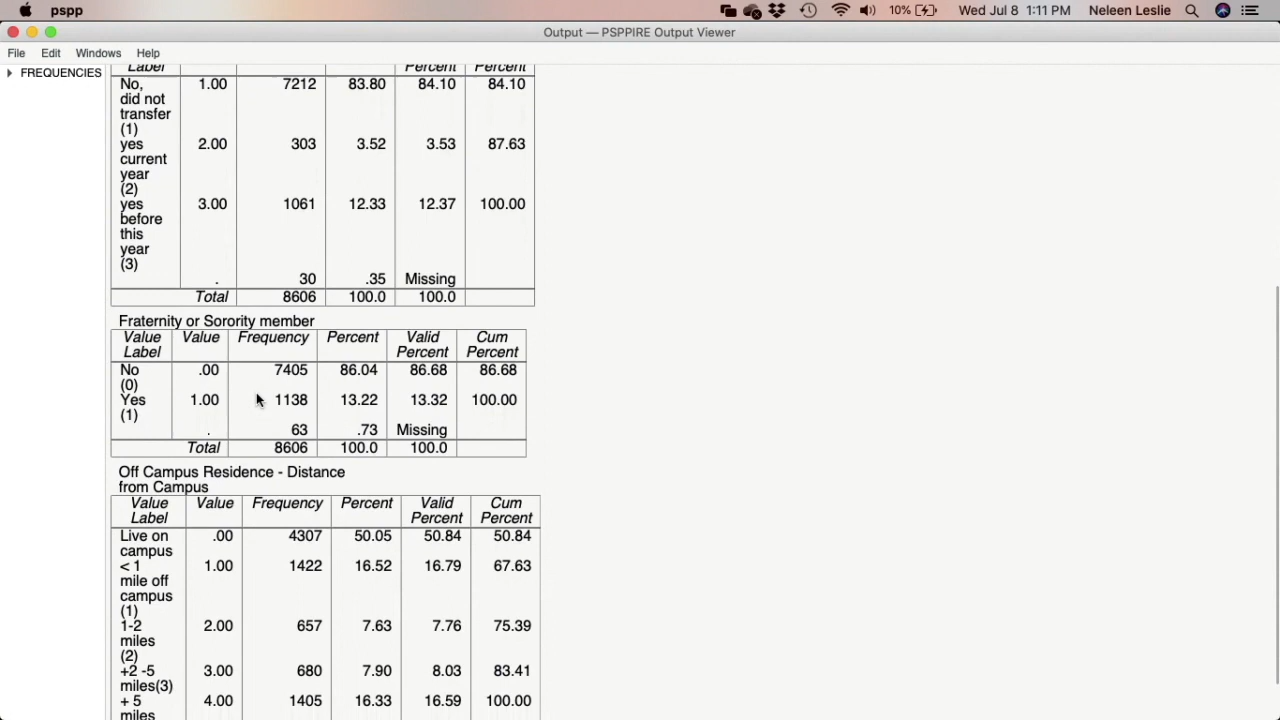 pspp 10% Wed Jul 8 1:11 PM Neleen Leslie
Output — PSPPIRE Output Viewer
File Edit Windows Help
FREQUENCIES
Label Percent Percent
No, 1.00 7212 83.80 84.10 84.10
did not
transfer
(1)
yes 2.00 303 3.52 3.53 87.63
current
year
(2)
yes 3.00 1061 12.33 12.37 100.00
before
this
year
(3)
. 30 .35 Missing
Total 8606 100.0 100.0
Fraternity or Sorority member
Value Value Frequency Percent Valid Cum
Label Percent Percent
No .00 7405 86.04 86.68 86.68
(0)
Yes 1.00 1138 13.22 13.32 100.00
(1)
. 63 .73 Missing
Total 8606 100.0 100.0
Off Campus Residence - Distance
from Campus
Value Value Frequency Percent Valid Cum
Label Percent Percent
Live on .00 4307 50.05 50.84 50.84
campus
< 1 1.00 1422 16.52 16.79 67.63
mile off
campus
(1)
1-2 2.00 657 7.63 7.76 75.39
miles
(2)
+2 -5 3.00 680 7.90 8.03 83.41
miles(3)
+ 5 4.00 1405 16.33 16.59 100.00
miles